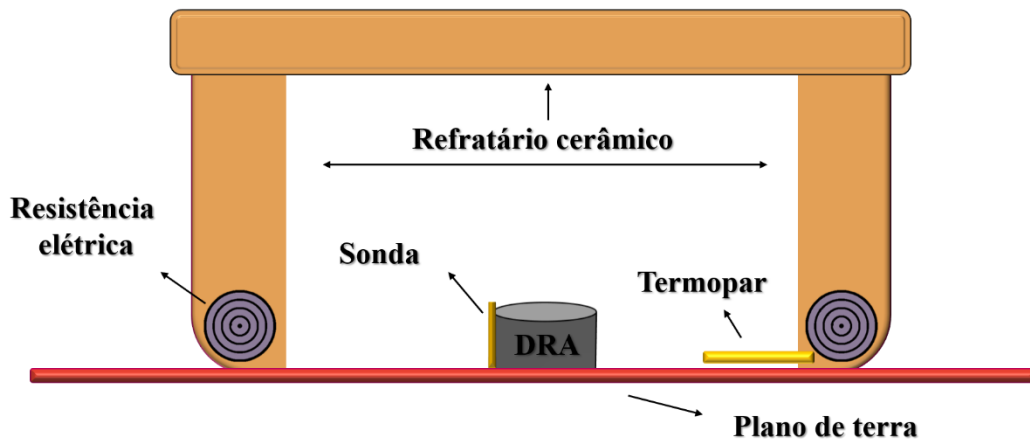 Refratário cerâmico
Resistência
elétrica
Sonda
Termopar
DRA
Plano de terra